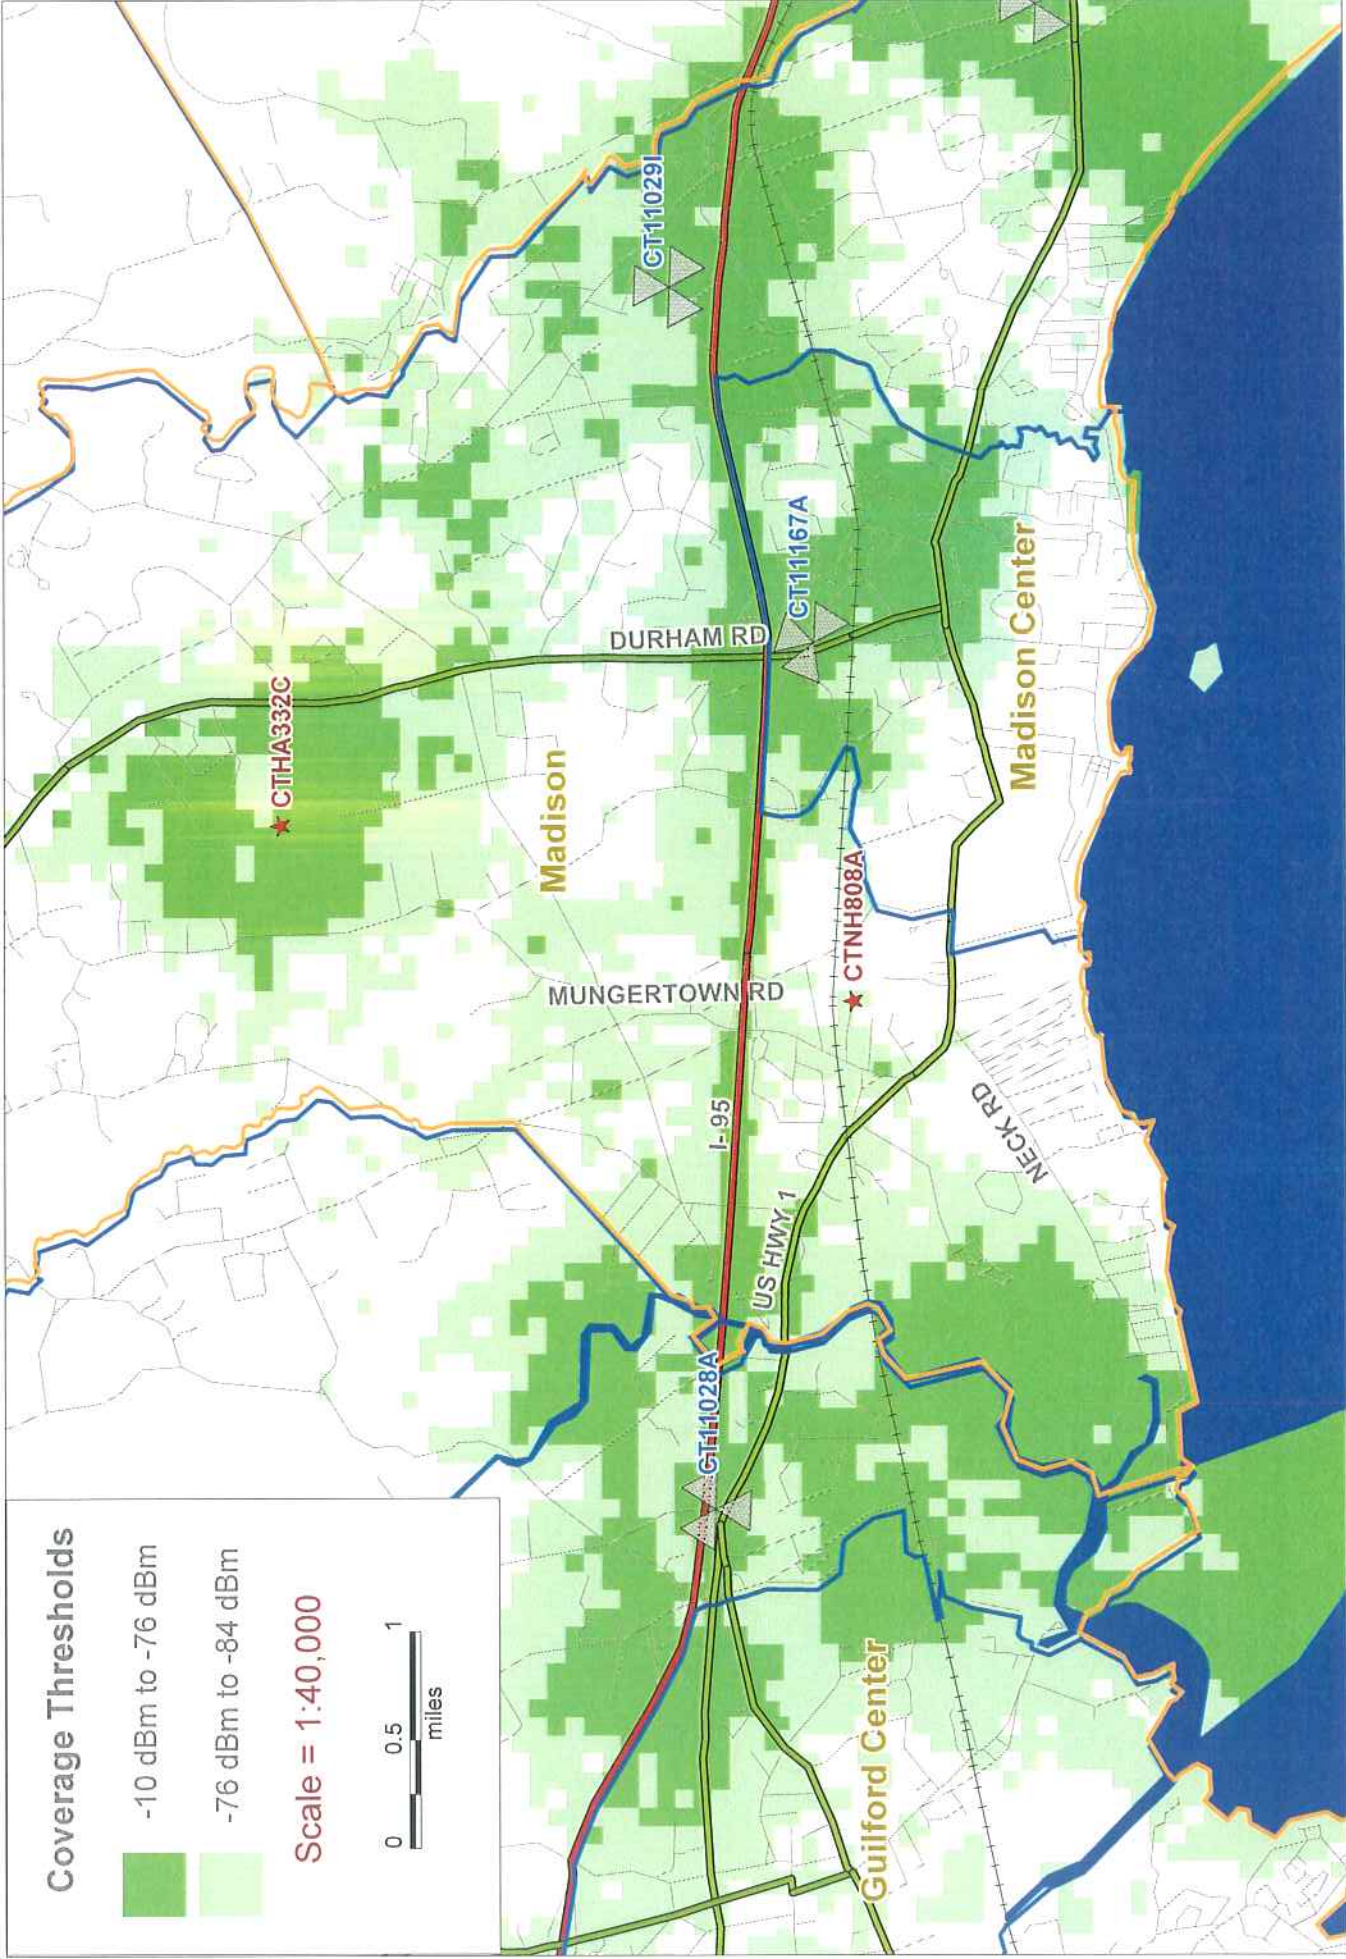 Coverage Thresholds
-10 dBm to -76 dBm
-76 dBm to -84 dBm
Scale = 1:40,000
0 0.5 1
miles
CTHA332C
Madison
MUNGERTOWN RD
DURHAM RD
CT11029I
CT11167A
I-95
CT11028A
US HWY 1
CTNH808A
NECK RD
Madison Center
Guilford Center